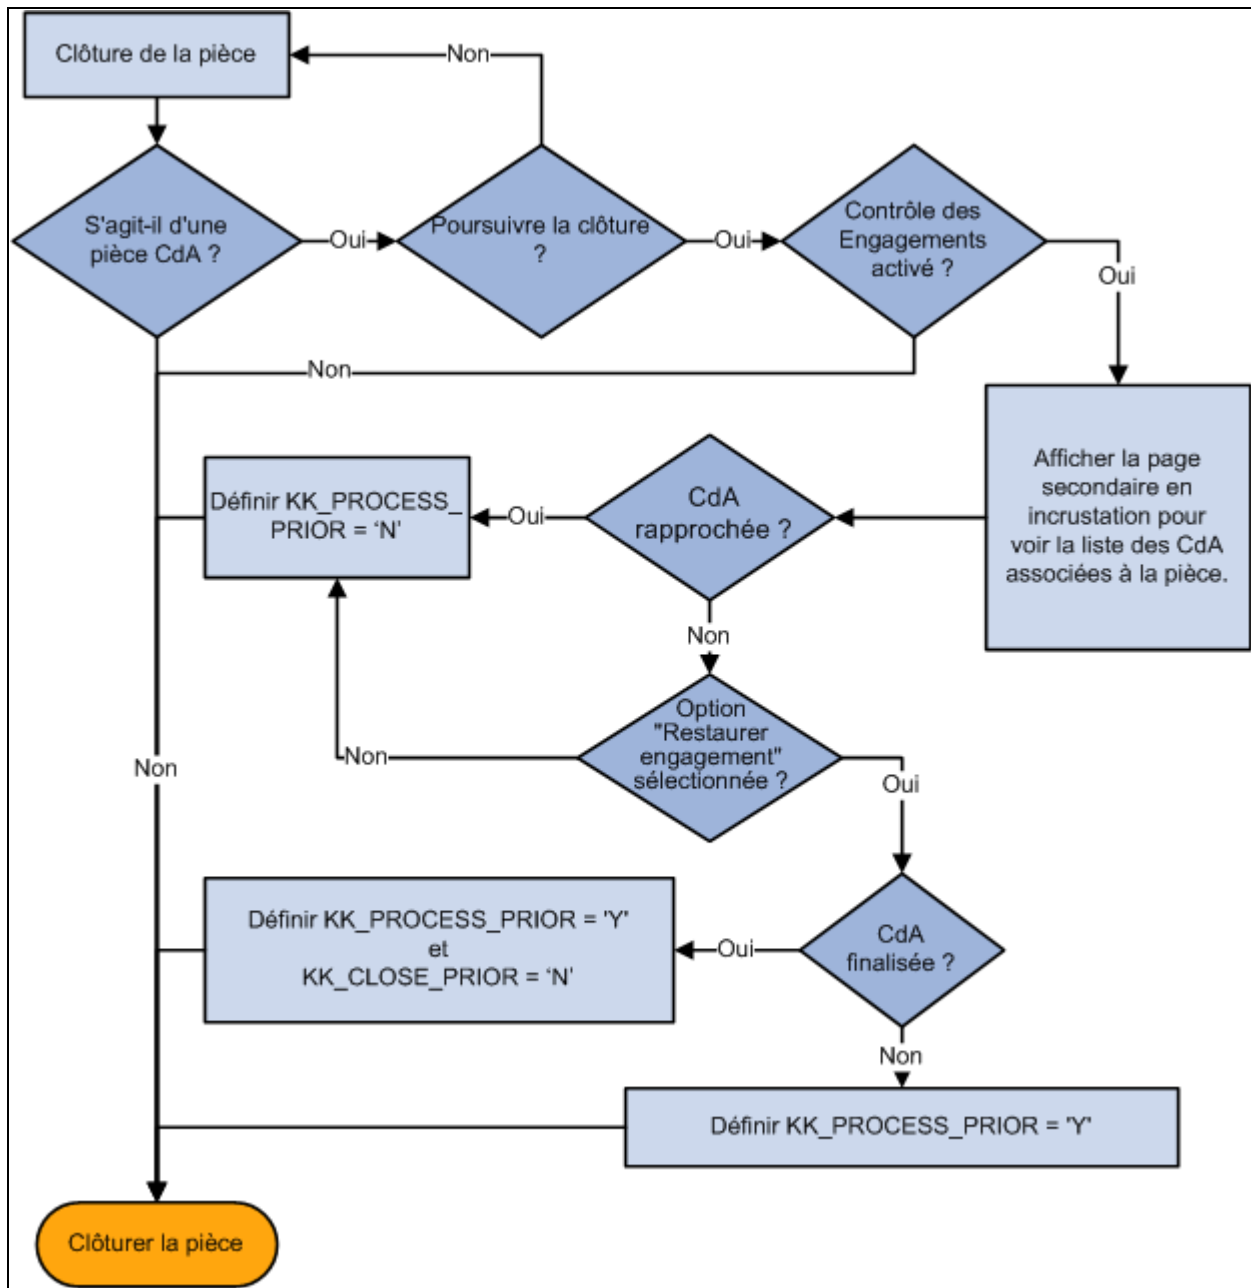 Clôture de la pièce
Non
S'agit-il d'une
pièce CdA ?
Oui
Poursuivre la clôture
?
Oui
Contrôle des
Engagements
activé ?
Oui
Non
Afficher la page
secondaire en
incrustation pour
voir la liste des CdA
associées à la pièce.
CdA
rapprochée ?
Oui
Définir KK_PROCESS_
PRIOR = ‘N’
Non
Option
"Restaurer
engagement"
sélectionnée ?
Non
Oui
Non
CdA
finalisée ?
Oui
Définir KK_PROCESS_PRIOR = 'Y'
et
KK_CLOSE_PRIOR = ‘N’
Non
Définir KK_PROCESS_PRIOR = 'Y'
Clôturer la pièce